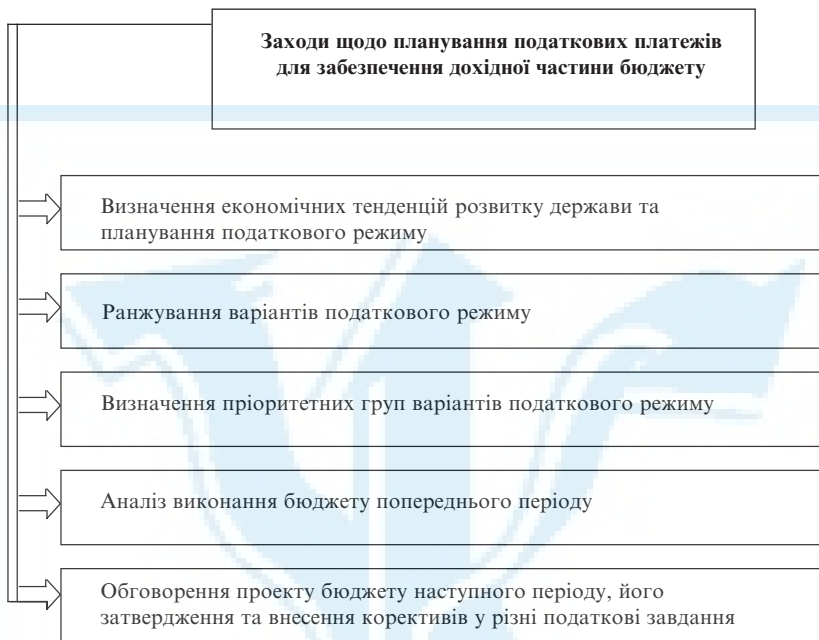 Заходи щодо планування податкових платежів
для забезпечення дохідної частини бюджету
Визначення економічних тенденцій розвитку держави та
планування податкового режиму
Ранжування варіантів податкового режиму
Визначення пріоритетних груп варіантів податкового режиму
Аналіз виконання бюджету попереднього періоду
Обговорення проекту бюджету наступного періоду, його
затвердження та внесення корективів у різні податкові завдання